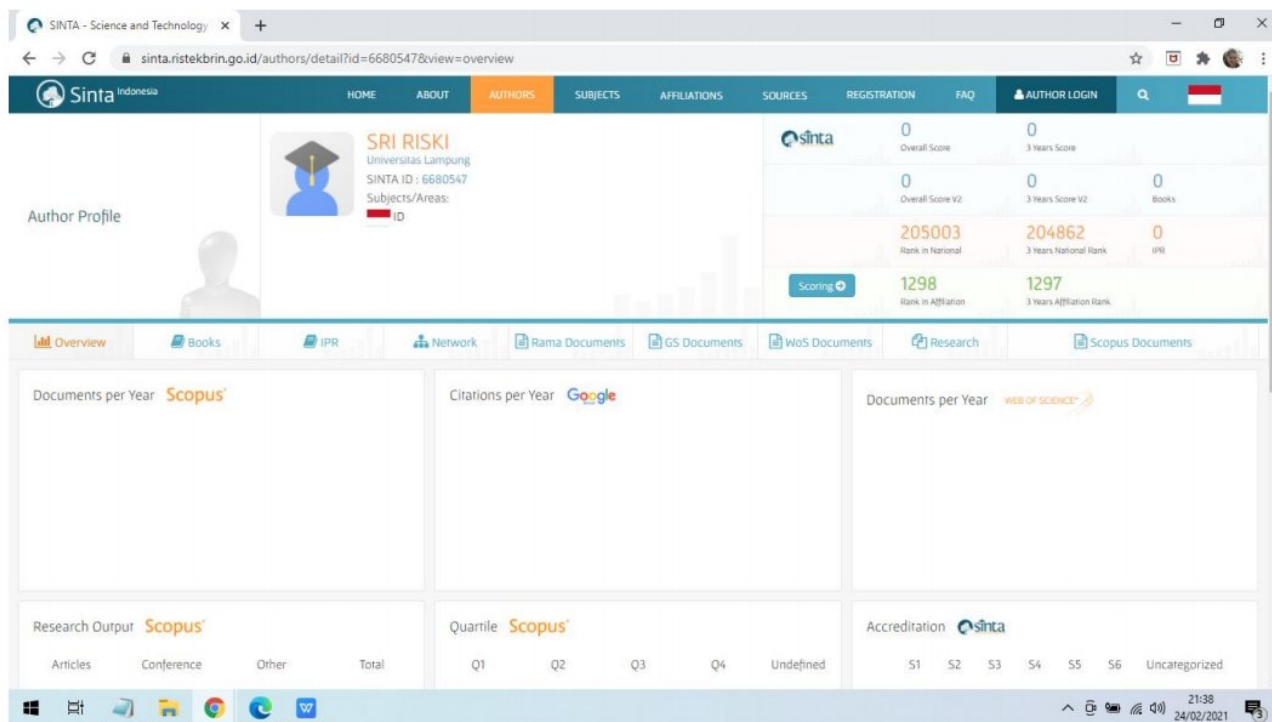 SINTA - Science and Technology
sinta.ristekbrin.go.id/authors/detail?id=6680547&view=overview
Sinta Indonesia
HOME ABOUT AUTHORS SUBJECTS AFFILIATIONS SOURCES REGISTRATION FAQ AUTHOR LOGIN
Author Profile
SRI RISKI
Universitas Lampung
SINTA ID : 6680547
Subjects/Areas:
ID
sinta
0 0
Overall Score 3 Years Score
0 0 0
Overall Score V2 3 Years Score V2 Books
205003 204862 0
Rank in National 3 Years National Rank IPR
Scoring
1298 1297
Rank in Affiliation 3 Years Affiliation Rank
Overview Books IPR Network Rama Documents GS Documents WoS Documents Research Scopus Documents
Documents per Year Scopus
Citations per Year Google
Documents per Year WEB OF SCIENCE
Research Output Scopus
Articles Conference Other Total
Quartile Scopus
Q1 Q2 Q3 Q4 Undefined
Accreditation sinta
S1 S2 S3 S4 S5 S6 Uncategorized
21:38
24/02/2021
3